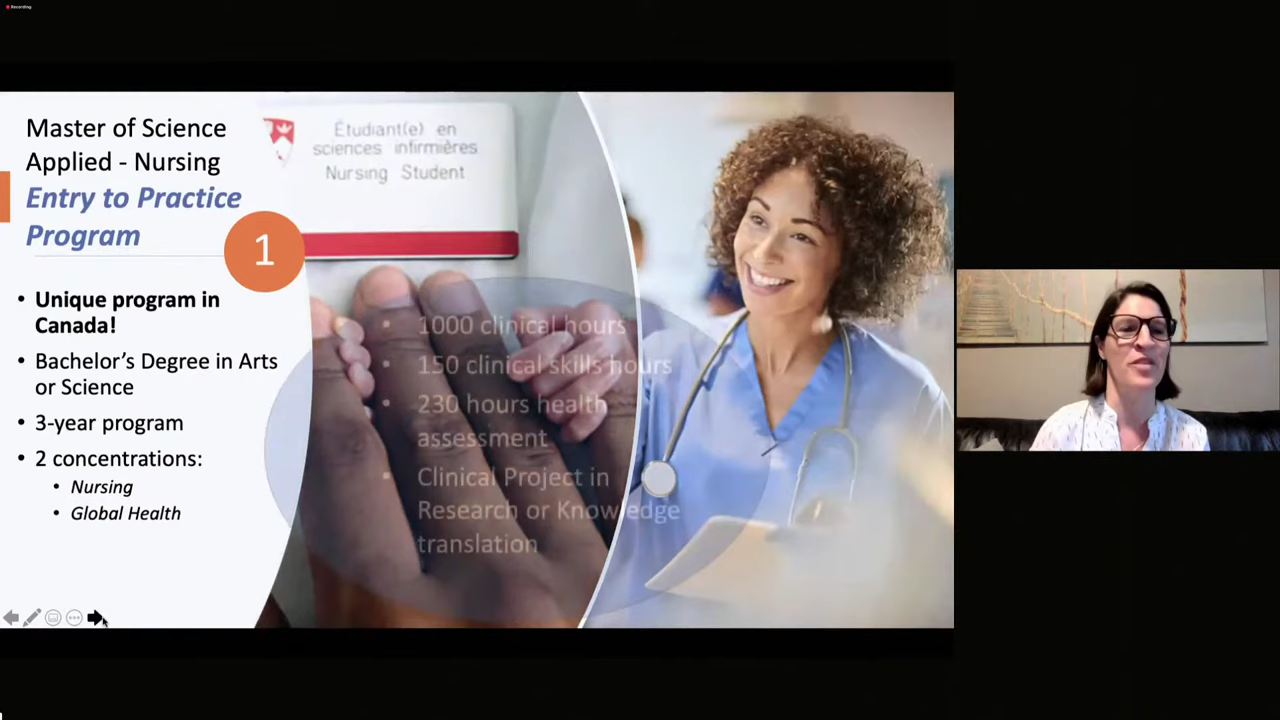 Recording
Master of Science
Applied - Nursing
Entry to Practice
Program
1
• Unique program in
Canada!
• Bachelor's Degree in Arts
or Science
• 3-year program
• 2 concentrations:
• Nursing
• Global Health
Étudiant(e) en
sciences infirmières
Nursing Student
• 1000 clinical hours
• 150 clinical skills hours
• 230 hours health
assessment
• Clinical Project in
Research or Knowledge
translation